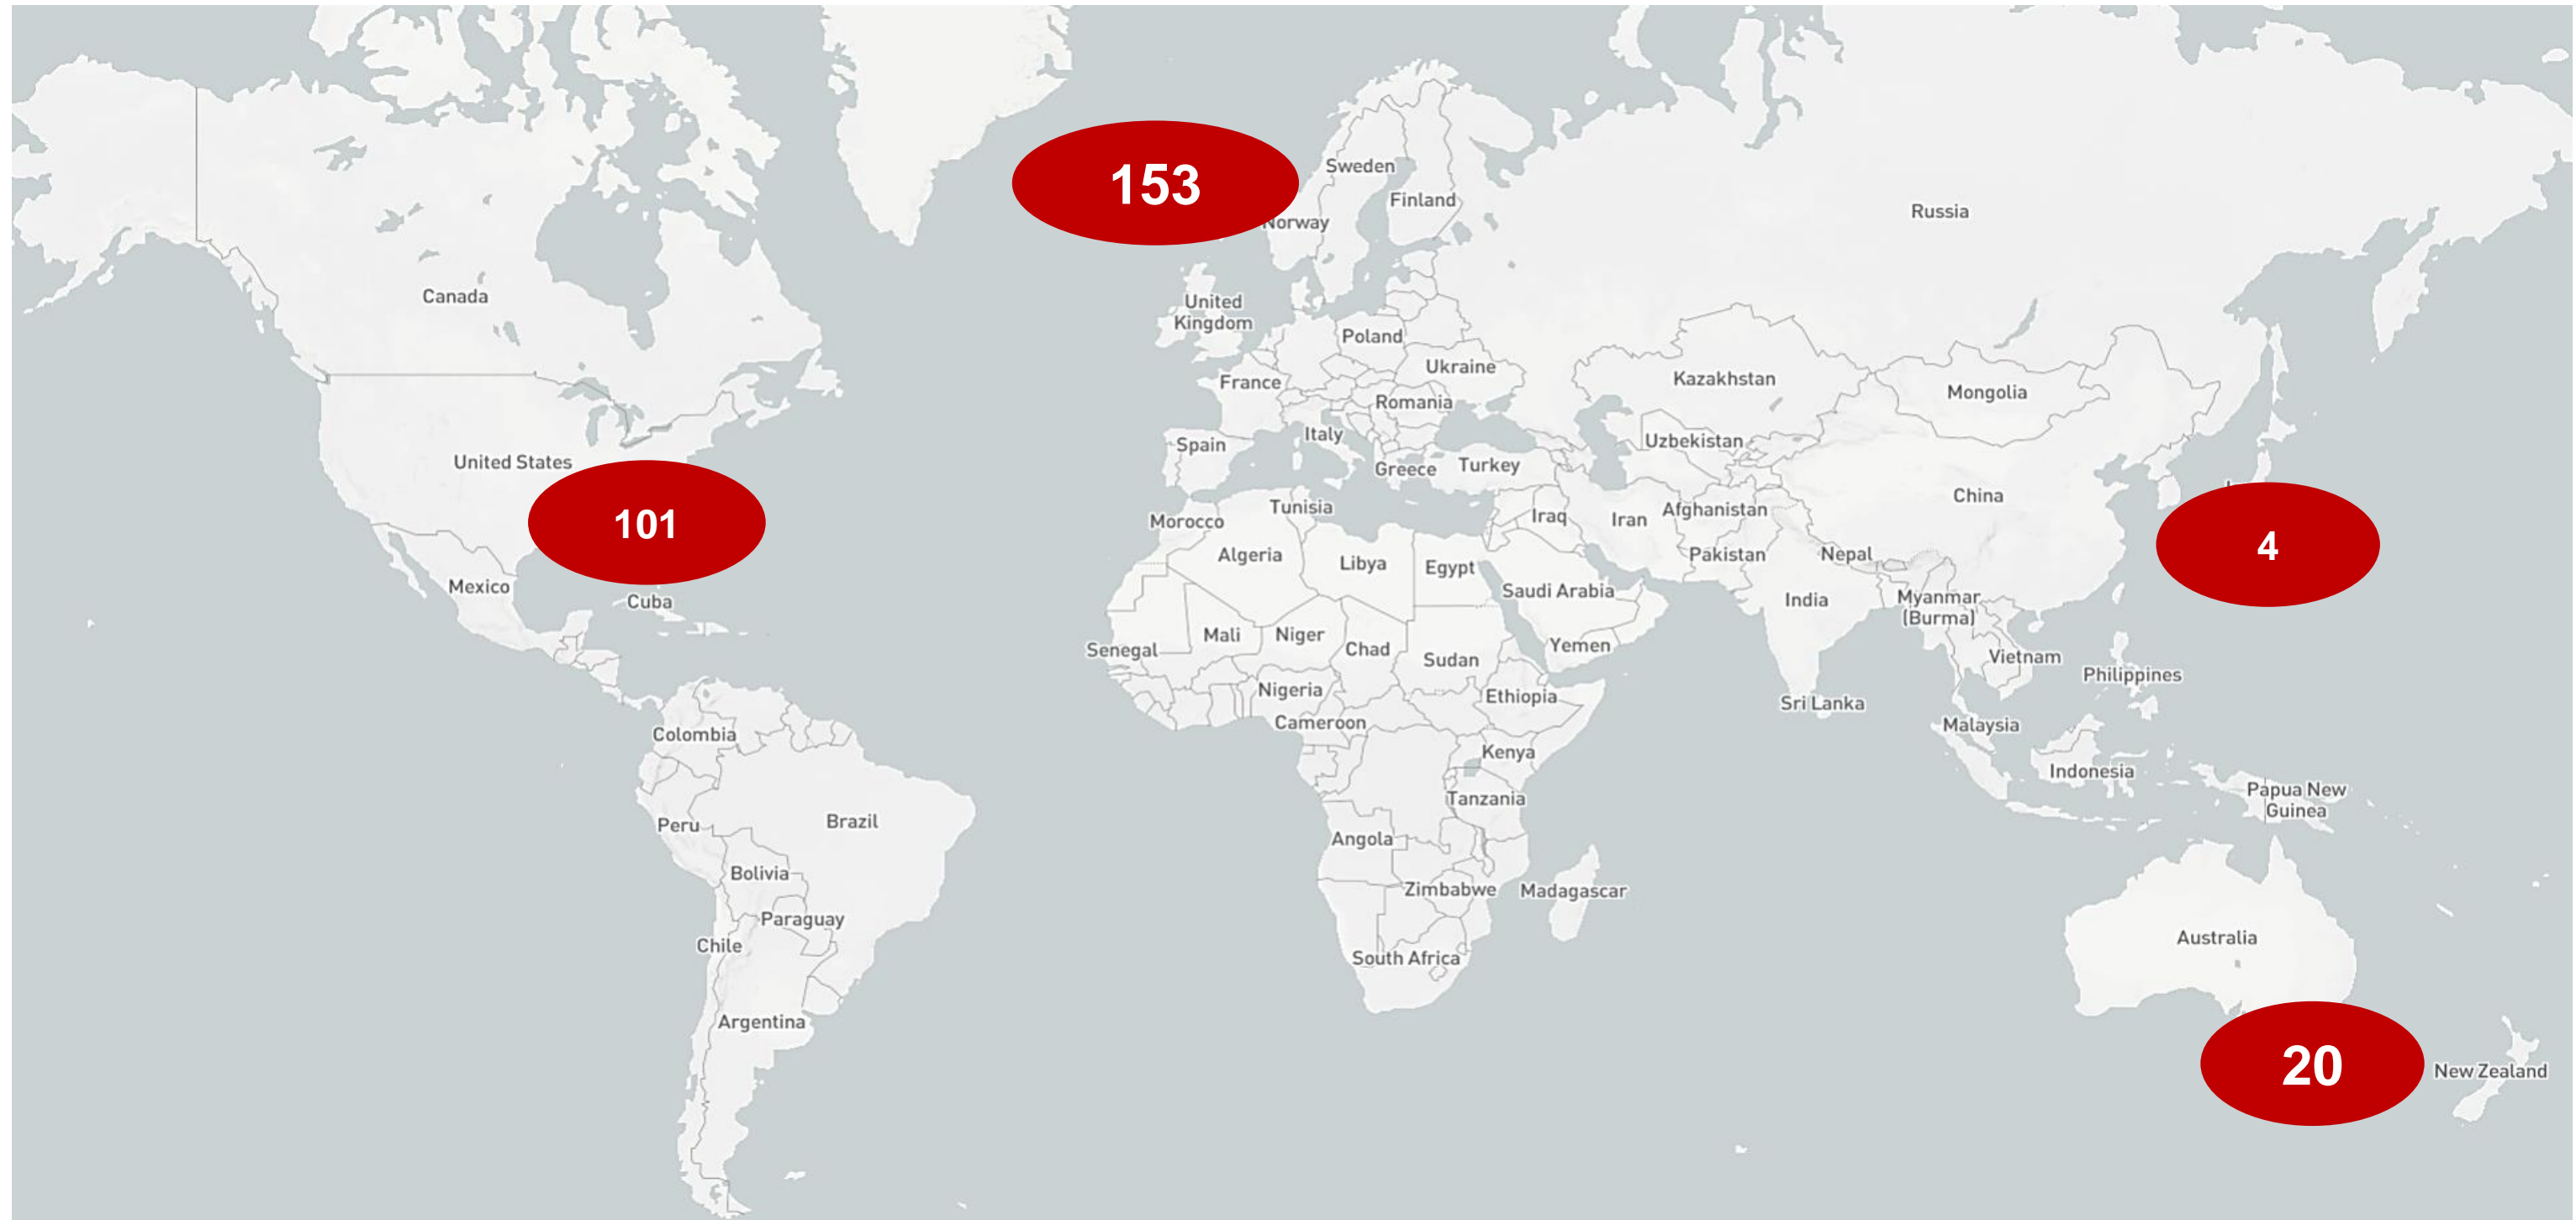 153
Sweden
Finland
Norway
Russia
Canada
United
Kingdom
Poland
Ukraine
France
Kazakhstan
Mongolia
Romania
Italy
Uzbekistan
Spain
United States
Greece
Turkey
China
101
Tunisia
Morocco
Iraq
Iran
Afghanistan
4
Algeria
Libya
Egypt
Pakistan
Nepal
Mexico
Cuba
Saudi Arabia
India
Myanmar
(Burma)
Mali
Niger
Chad
Senegal
Sudan
Yemen
Vietnam
Philippines
Nigeria
Ethiopia
Sri Lanka
Cameroon
Malaysia
Colombia
Kenya
Indonesia
Tanzania
Papua New
Guinea
Peru
Brazil
Angola
Bolivia
Zimbabwe
Madagascar
Paraguay
Chile
Australia
South Africa
Argentina
20
New Zealand